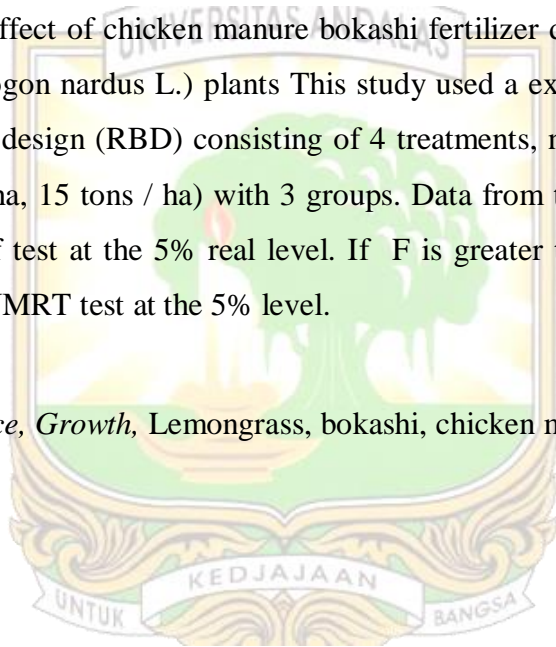 UNIVERSITAS ANDALAS
ffect of chicken manure bokashi fertilizer
ogon nardus L.) plants This study used a ex
design (RBD) consisting of 4 treatments,
na, 15 tons / ha) with 3 groups. Data from
f test at the 5% real level. If F is greater
MRT test at the 5% level.
ce, Growth, Lemongrass, bokashi, chicken
KEDJAJAAN
UNTUK BANGSA